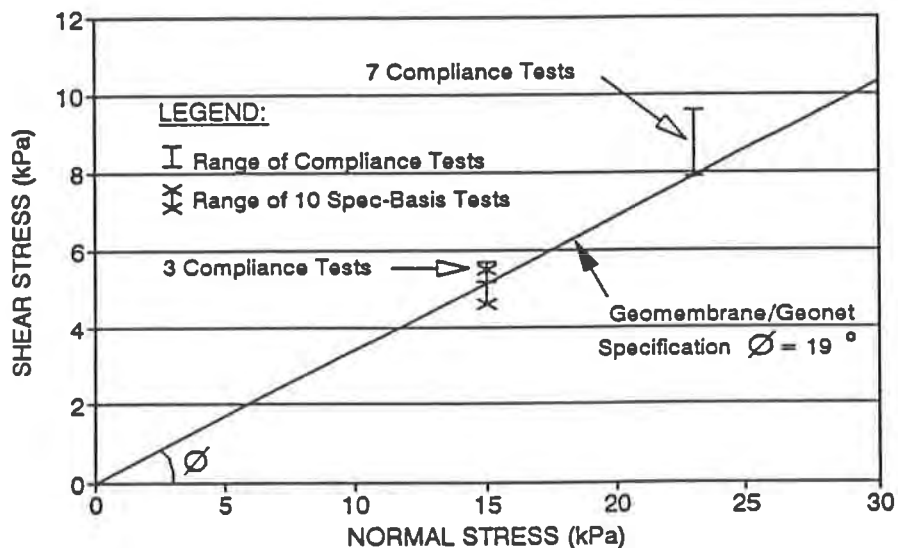 12
10
8
6
4
2
0
SHEAR STRESS (kPa)
7 Compliance Tests
LEGEND:
Range of Compliance Tests
Range of 10 Spec-Basis Tests
3 Compliance Tests
Geomembrane/Geonet
Specification Ø = 19 °
Ø
0 5 10 15 20 25 30
NORMAL STRESS (kPa)